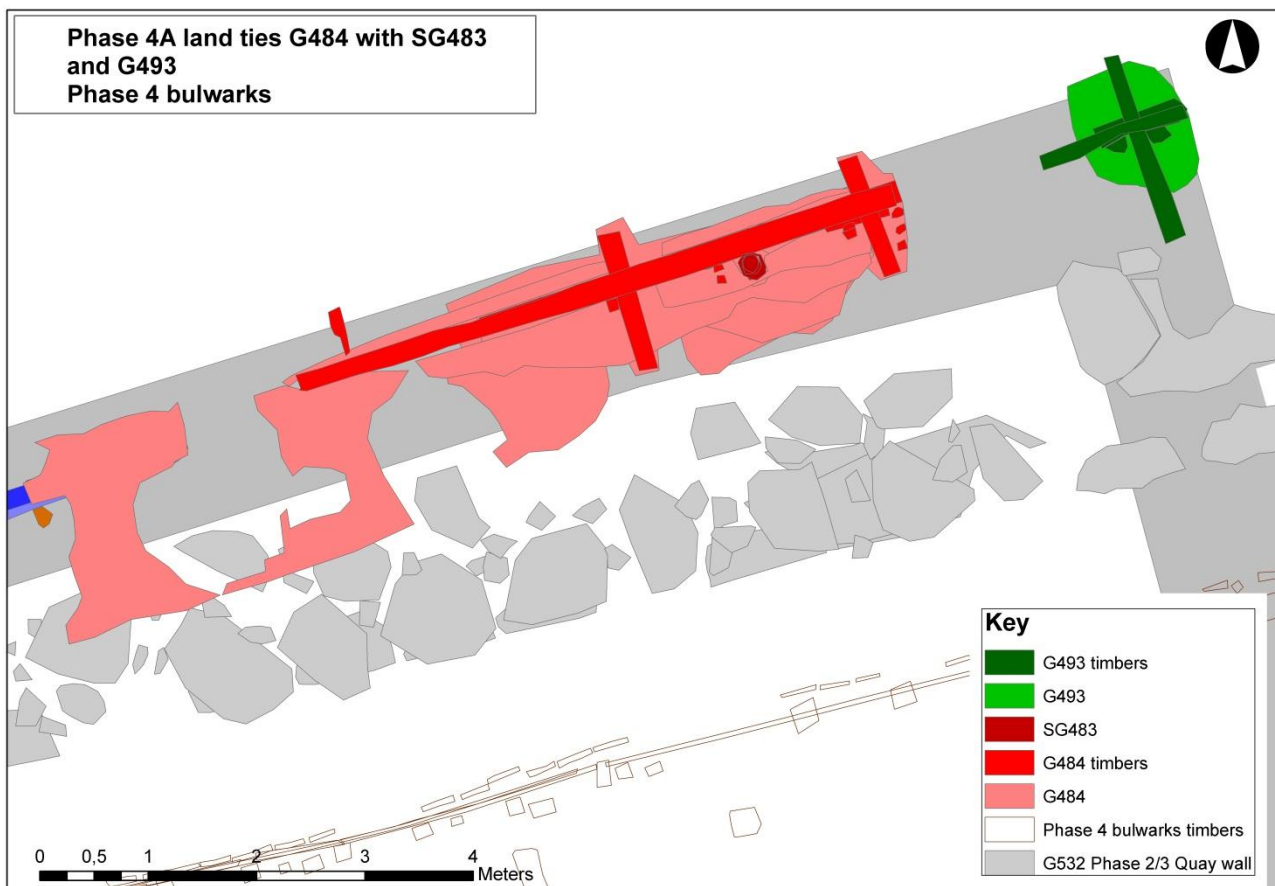 Phase 4A land ties G484 with SG483
and G493
Phase 4 bulwarks
Key
G493 timbers
G493
SG483
G484 timbers
G484
Phase 4 bulwarks timbers
G532 Phase 2/3 Quay wall
0 0,5 1 2 3 4
Meters